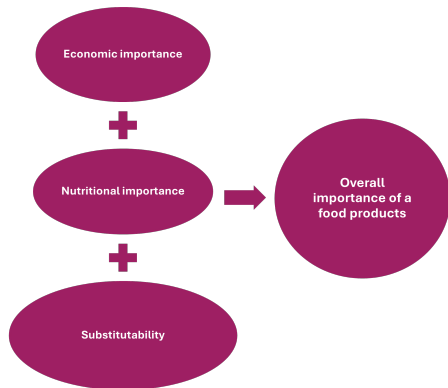 Economic importance
Nutritional importance
Overall
importance of a
food products
Substitutability